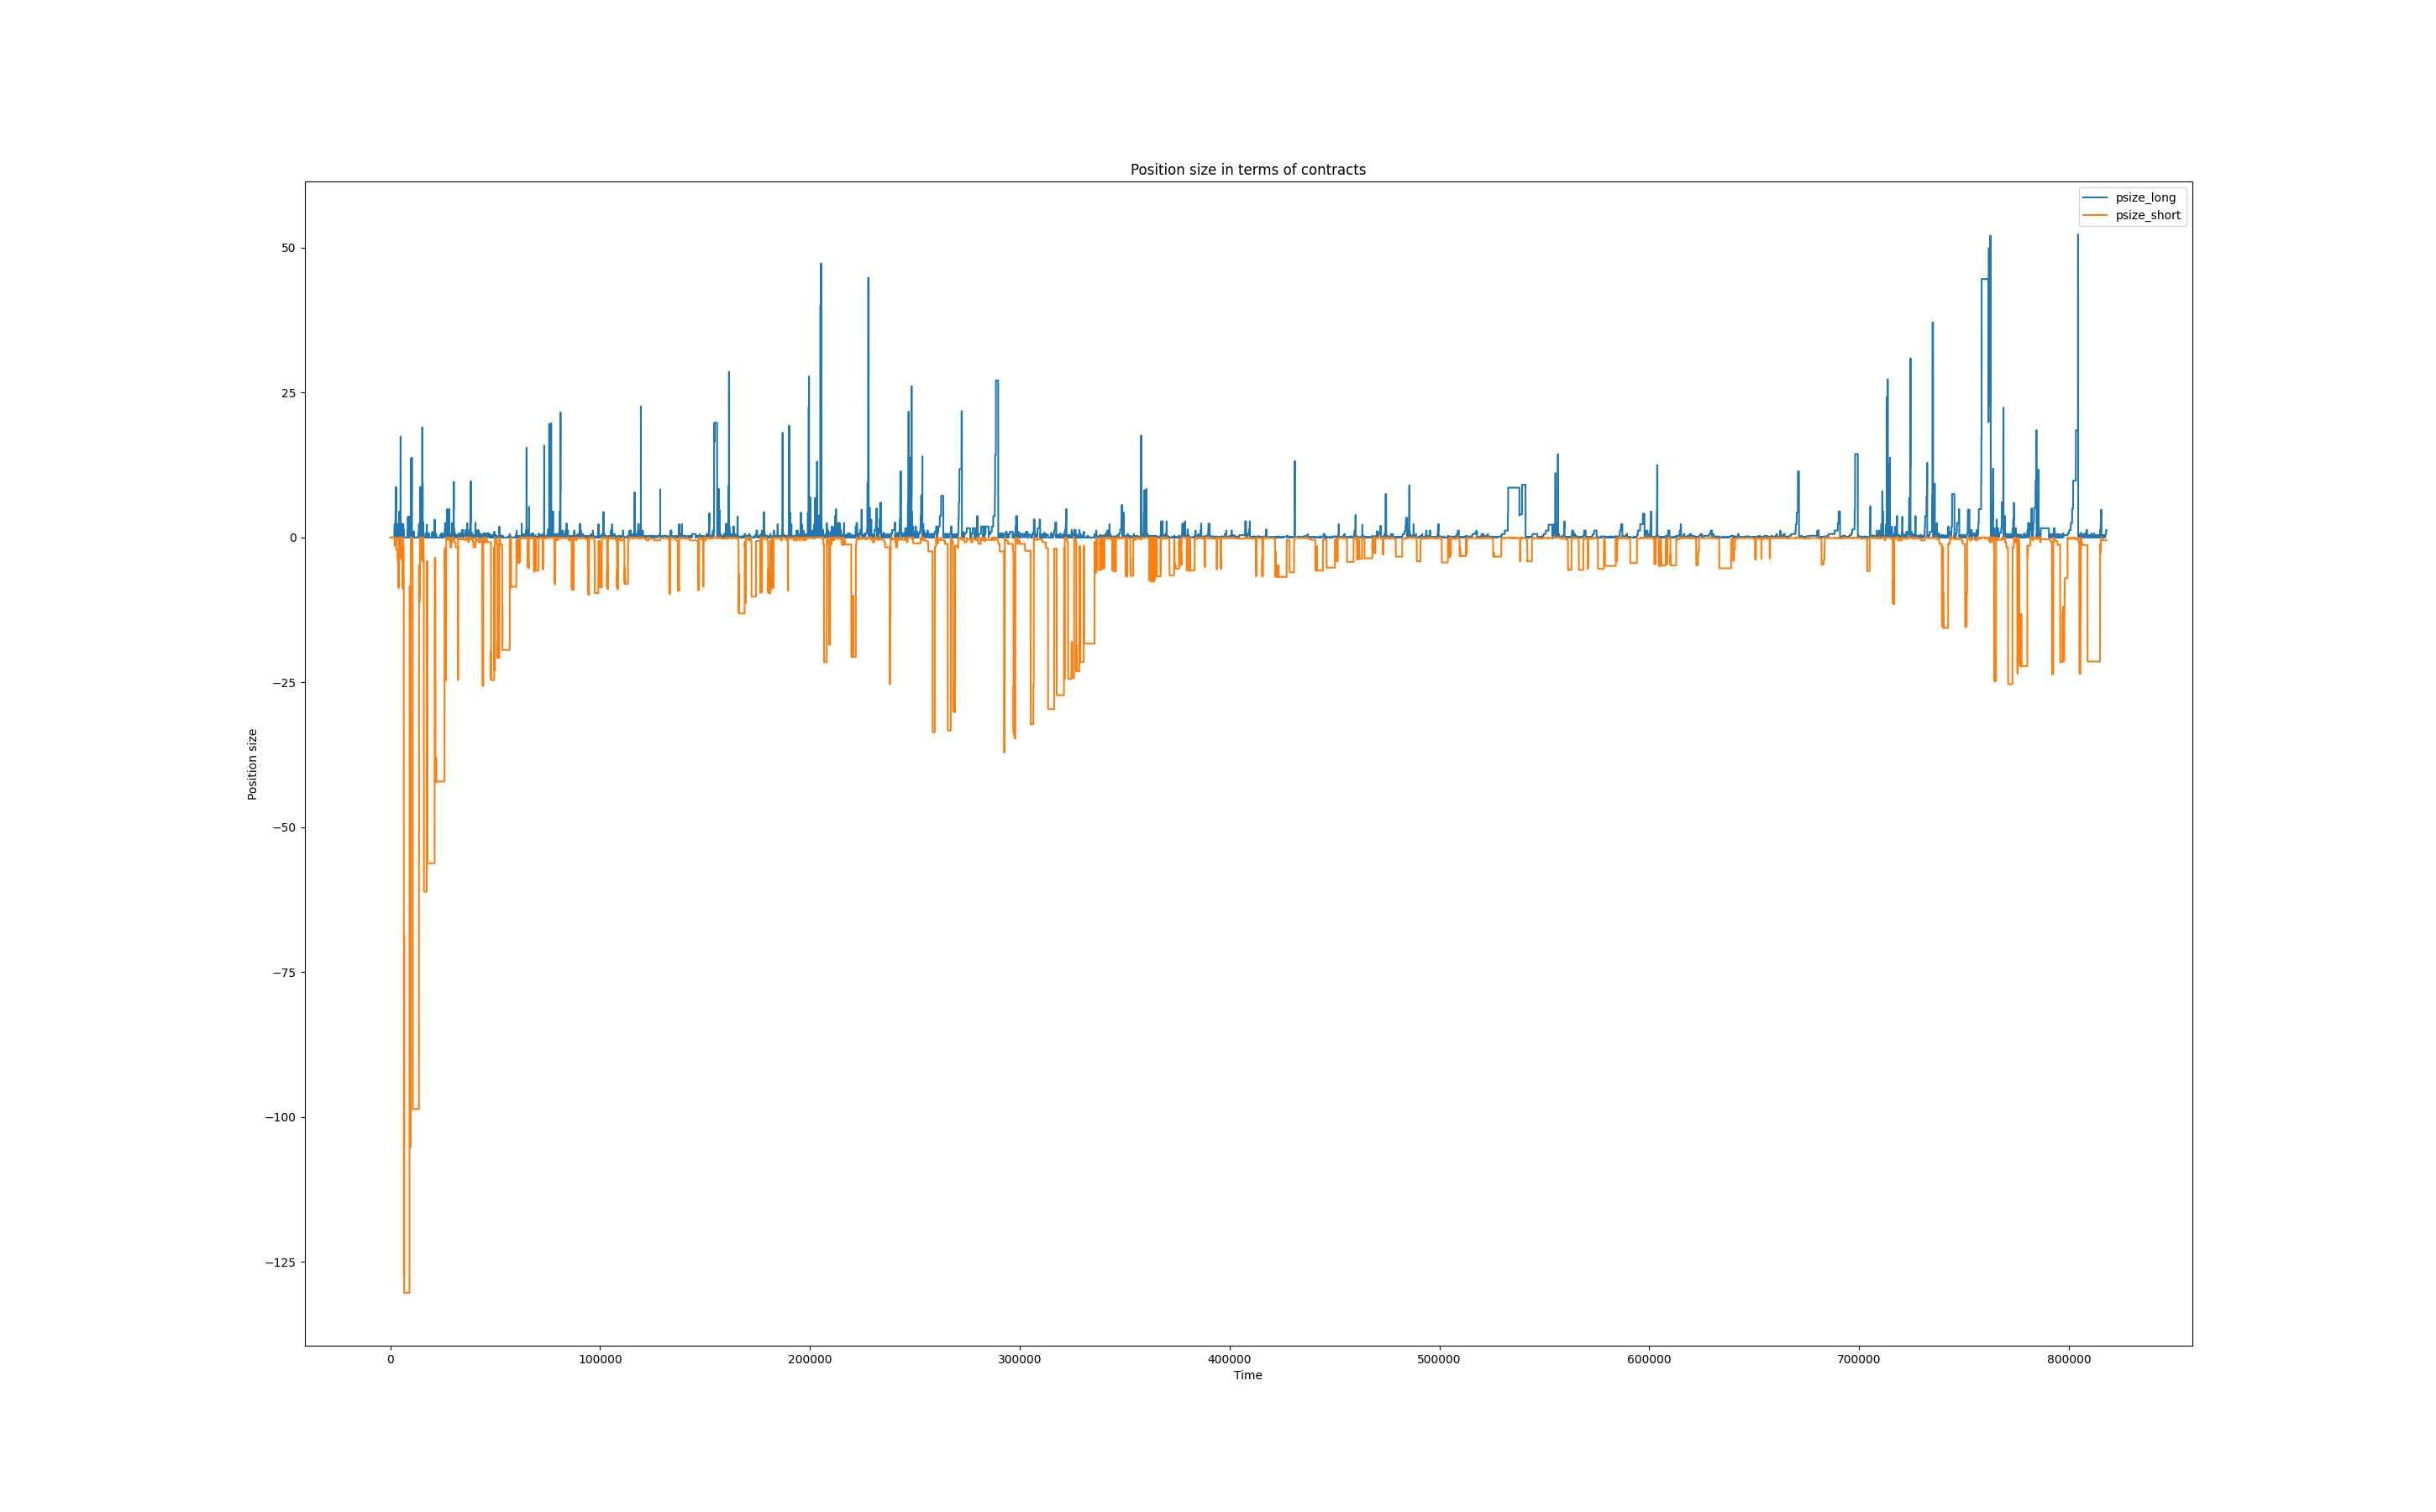 Position size in terms of contracts
psize_long
psize_short
50
25
0
−25
−50
−75
−100
−125
Position size
0 100000 200000 300000 400000 500000 600000 700000 800000
Time